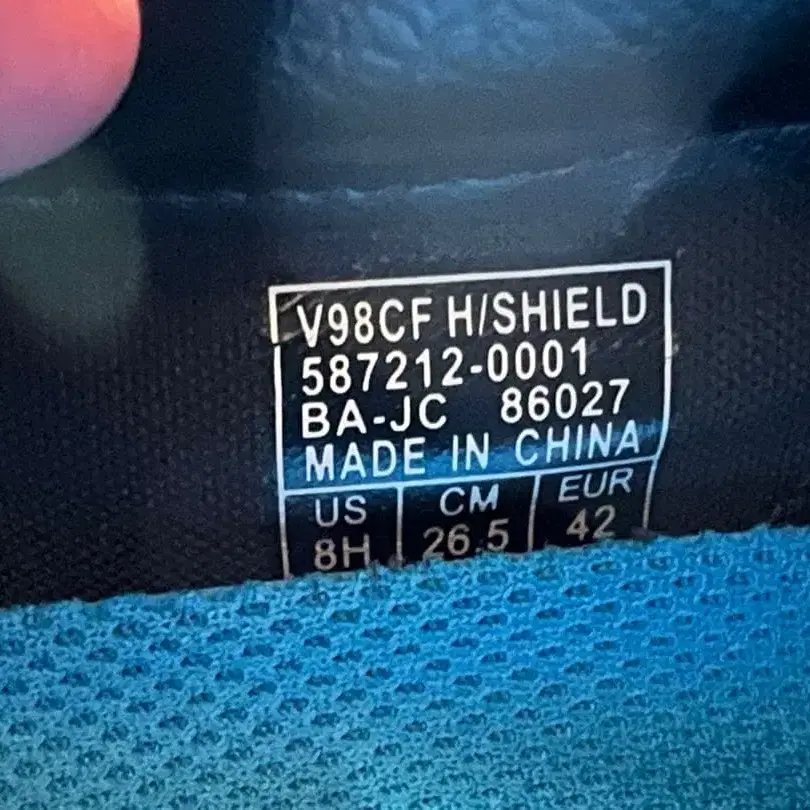 V98CF H/SHIELD
587212-0001
BA-JC 86027
MADE IN CHINA
US CM EUR
8H 26.5 42